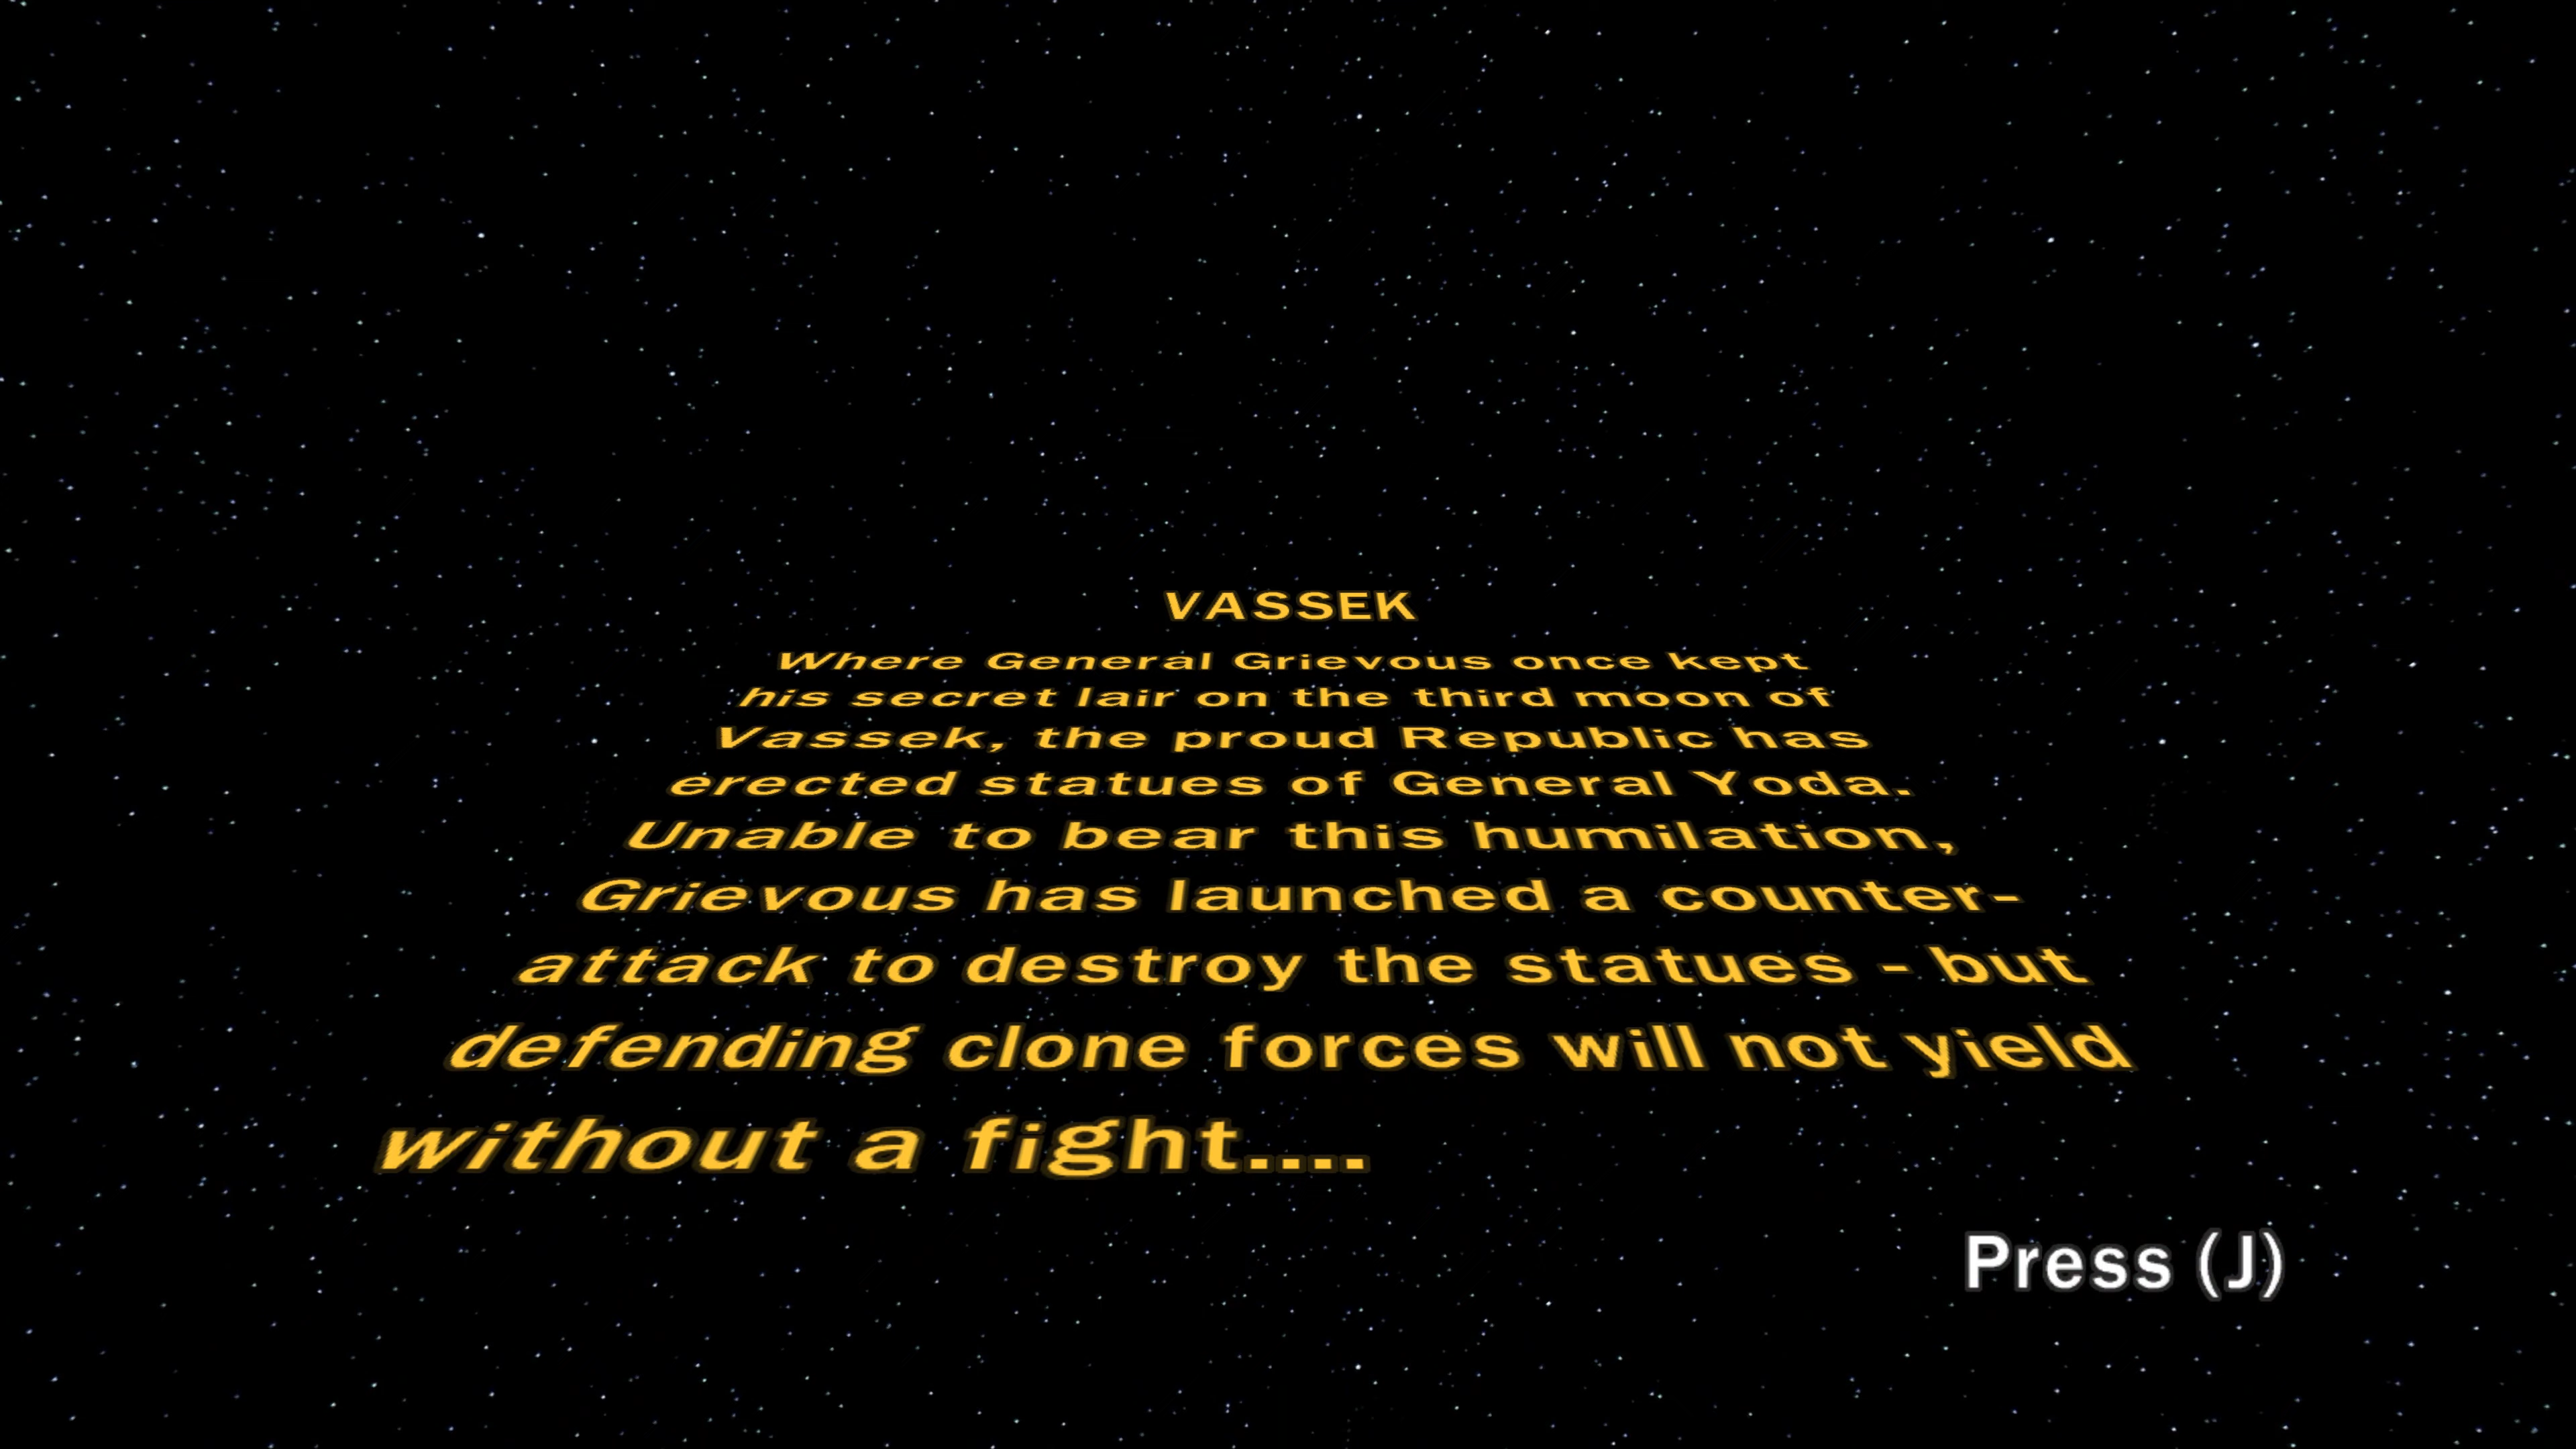 VASSEK
Where General Grievous once kept
his secret lair on the third moon of
Vassek, the proud Republic has
erected statues of General Yoda.
Unable to bear this humilation,
Grievous has launched a counter-
attack to destroy the statues - but
defending clone forces will not yield
without a fight....
Press (J)